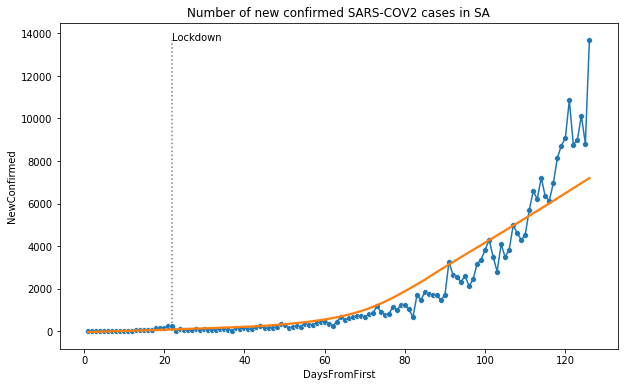 Number of new confirmed SARS-COV2 cases in SA
Lockdown
14000
12000
10000
8000
6000
4000
2000
0
NewConfirmed
0 20 40 60 80 100 120
DaysFromFirst